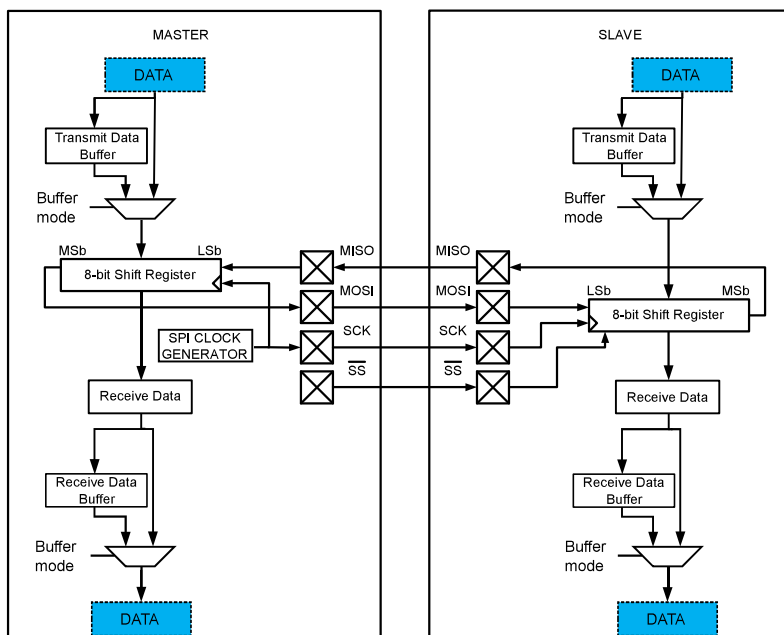 MASTER
DATA
Transmit Data
Buffer
Buffer
mode
MSb
LSb
8-bit Shift Register
SPI CLOCK
GENERATOR
Receive Data
Receive Data
Buffer
Buffer
mode
DATA
MISO
MISO
MOSI
MOSI
SCK
SCK
SS
SS
SLAVE
DATA
Transmit Data
Buffer
Buffer
mode
LSb
MSb
8-bit Shift Register
Receive Data
Receive Data
Buffer
Buffer
mode
DATA